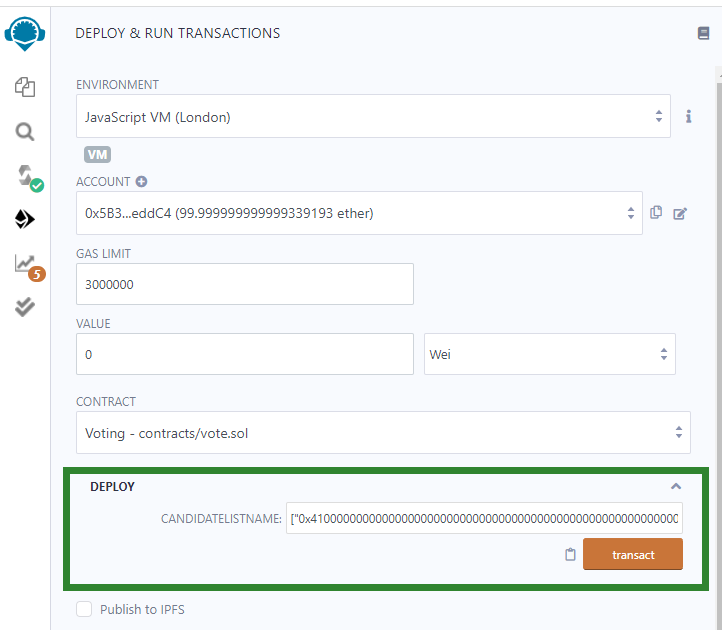 DEPLOY & RUN TRANSACTIONS
ENVIRONMENT
JavaScript VM (London)
VM
ACCOUNT
0x5B3...eddC4 (99.999999999999339193 ether)
GAS LIMIT
3000000
VALUE
0
Wei
CONTRACT
Voting - contracts/vote.sol
DEPLOY
CANDIDATELISTNAME:
["0x41000000000000000000000000000000000000000000000000000000
transact
Publish to IPFS
5